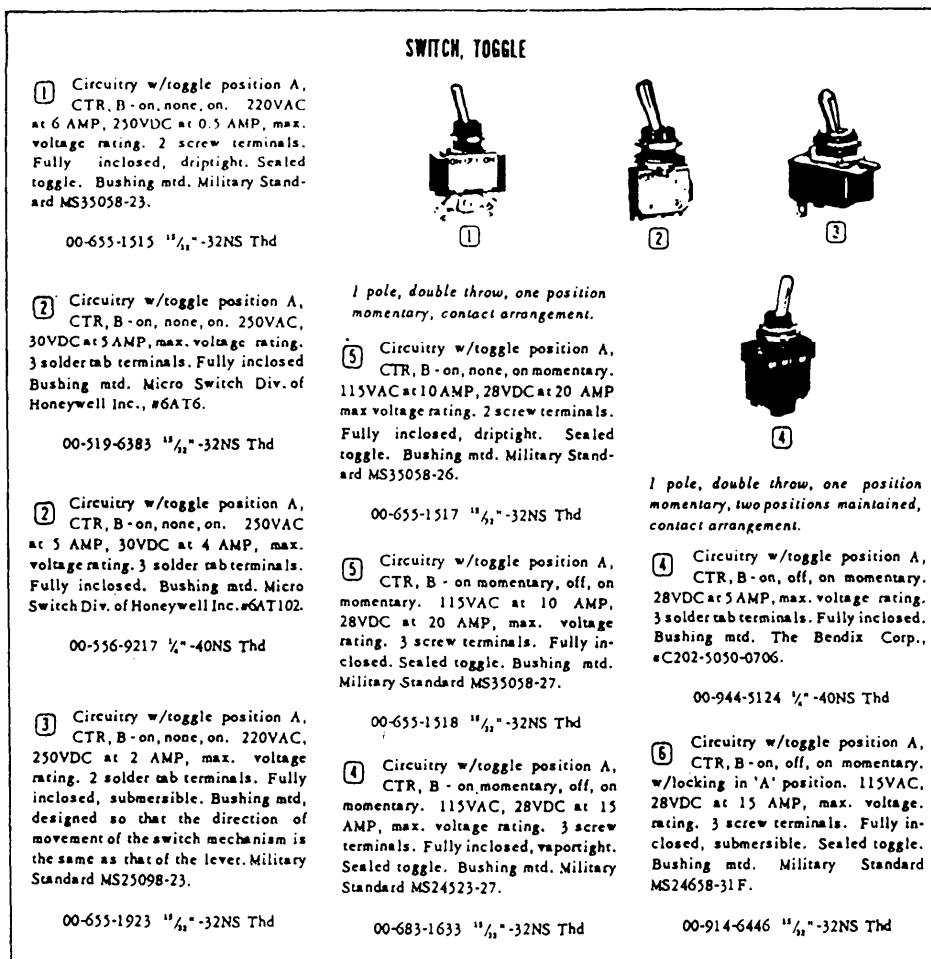 SWITCH, TOGGLE
1 Circuitry w/toggle position A,
CTR, B - on, none, on. 220VAC
at 6 AMP, 250VDC at 0.5 AMP, max.
voltage rating. 2 screw terminals.
Fully inclosed, driptight. Sealed
toggle. Bushing mtd. Military Stand-
ard MS35058-23.
00-655-1515 15/32"-32NS Thd
2 Circuitry w/toggle position A,
CTR, B - on, none, on. 250VAC,
30VDC at 5 AMP, max. voltage rating.
3 solder tab terminals. Fully inclosed
Bushing mtd. Micro Switch Div. of
Honeywell Inc., #6AT6.
00-519-6383 15/32"-32NS Thd
2 Circuitry w/toggle position A,
CTR, B - on, none, on. 250VAC
at 5 AMP, 30VDC at 4 AMP, max.
voltage rating. 3 solder tab terminals.
Fully inclosed. Bushing mtd. Micro
Switch Div. of Honeywell Inc. #6AT102.
00-556-9217 1/4"-40NS Thd
3 Circuitry w/toggle position A,
CTR, B - on, none, on. 220VAC,
250VDC at 2 AMP, max. voltage
rating. 2 solder tab terminals. Fully
inclosed, submersible. Bushing mtd,
designed so that the direction of
movement of the switch mechanism is
the same as that of the lever. Military
Standard MS25098-23.
00-655-1923 15/32"-32NS Thd
ON ON
1
2
3
1 pole, double throw, one position
momentary, contact arrangement.
5 Circuitry w/toggle position A,
CTR, B - on, none, on momentary.
115VAC at 10 AMP, 28VDC at 20 AMP
max voltage rating. 2 screw terminals.
Fully inclosed, driptight. Sealed
toggle. Bushing mtd. Military Stand-
ard MS35058-26.
00-655-1517 15/32"-32NS Thd
5 Circuitry w/toggle position A,
CTR, B - on momentary, off, on
momentary. 115VAC at 10 AMP,
28VDC at 20 AMP, max. voltage
rating. 3 screw terminals. Fully in-
closed. Sealed toggle. Bushing mtd.
Military Standard MS35058-27.
00-655-1518 15/32"-32NS Thd
4 Circuitry w/toggle position A,
CTR, B - on momentary, off, on
momentary. 115VAC, 28VDC at 15
AMP, max. voltage rating. 3 screw
terminals. Fully inclosed, vaportight.
Sealed toggle. Bushing mtd. Military
Standard MS24523-27.
00-683-1633 15/32"-32NS Thd
4
1 pole, double throw, one position
momentary, two positions maintained,
contact arrangement.
4 Circuitry w/toggle position A,
CTR, B - on, off, on momentary.
28VDC at 5 AMP, max. voltage rating.
3 solder tab terminals. Fully inclosed.
Bushing mtd. The Bendix Corp.,
#C202-5050-0706.
00-944-5124 1/4"-40NS Thd
6 Circuitry w/toggle position A,
CTR, B - on, off, on momentary.
w/locking in 'A' position. 115VAC,
28VDC at 15 AMP, max. voltage.
rating. 3 screw terminals. Fully in-
closed, submersible. Sealed toggle.
Bushing mtd. Military Standard
MS24658-31F.
00-914-6446 15/32"-32NS Thd